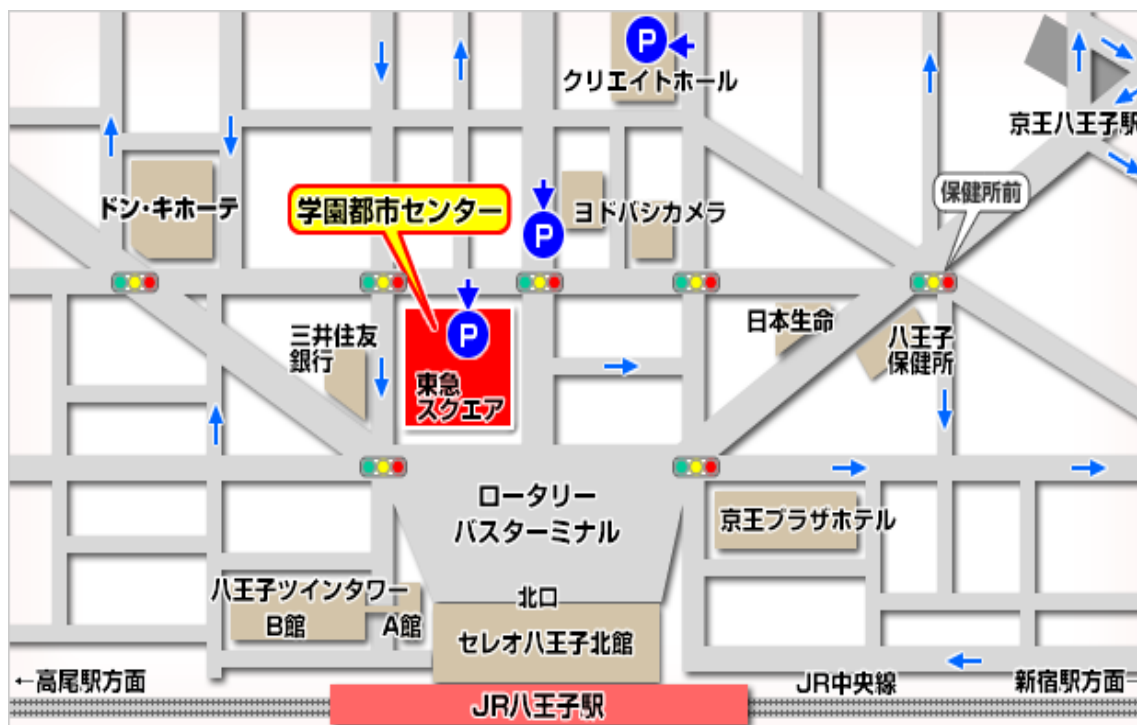 P
クリエイトホール
京王八王子駅
ドン・キホーテ
学園都市センター
P
ヨドバシカメラ
保健所前
P
三井住友
銀行
東急
スクエア
日本生命
八王子
保健所
ロータリー
バスターミナル
京王プラザホテル
八王子ツインタワー
B館
A館
北口
セレオ八王子北館
←高尾駅方面
JR中央線
新宿駅方面→
JR八王子駅